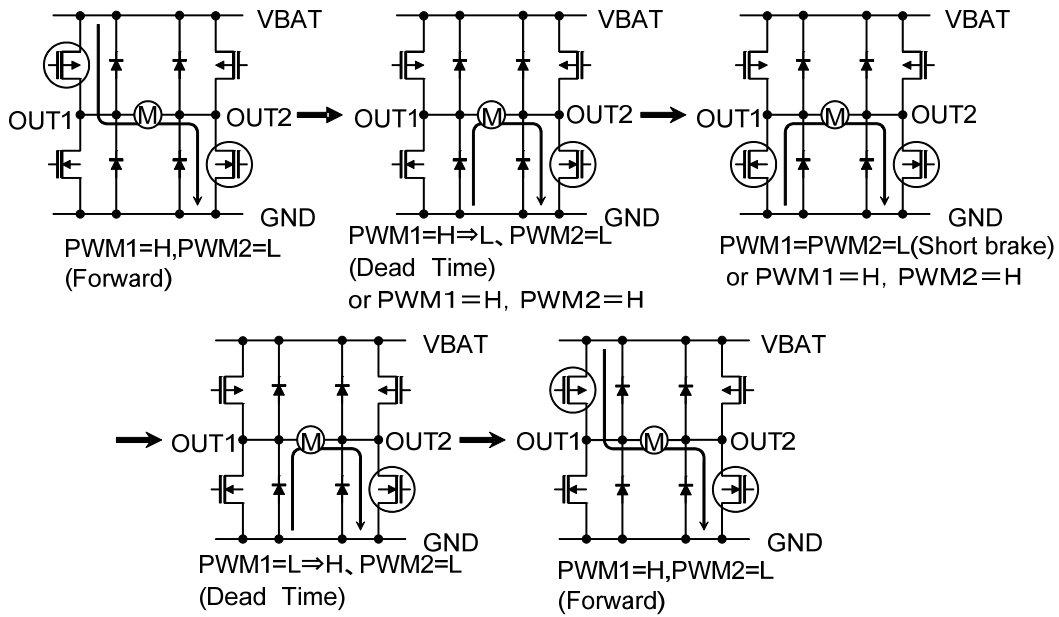 VBAT
M
OUT1
OUT2
GND
PWM1=H,PWM2=L
(Forward)
VBAT
M
OUT1
OUT2
GND
PWM1=H⇒L、PWM2=L
(Dead Time)
or PWM1=H, PWM2=H
VBAT
M
OUT1
OUT2
GND
PWM1=PWM2=L(Short brake)
or PWM1=H, PWM2=H
VBAT
M
OUT1
OUT2
GND
PWM1=L⇒H、PWM2=L
(Dead Time)
VBAT
M
OUT1
OUT2
GND
PWM1=H,PWM2=L
(Forward)